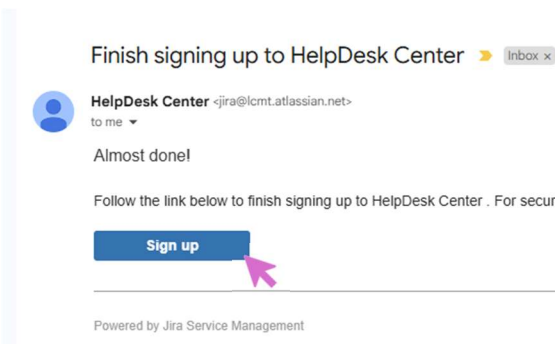 Finish signing up to HelpDesk Center Inbox x
HelpDesk Center <jira@lcmt.atlassian.net>
to me
Almost done!
Follow the link below to finish signing up to HelpDesk Center . For secur
Sign up
Powered by Jira Service Management